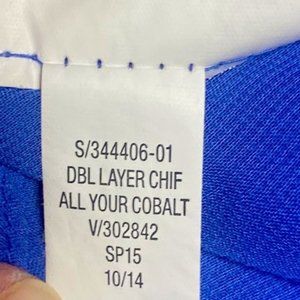 S/344406-01
DBL LAYER CHIF
ALL YOUR COBALT
V/302842
SP15
10/14